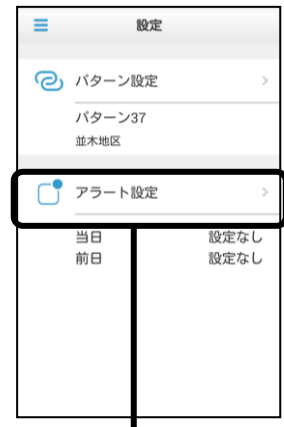 設定
パターン設定
パターン37
並木地区
アラート設定
当日 設定なし
前日 設定なし